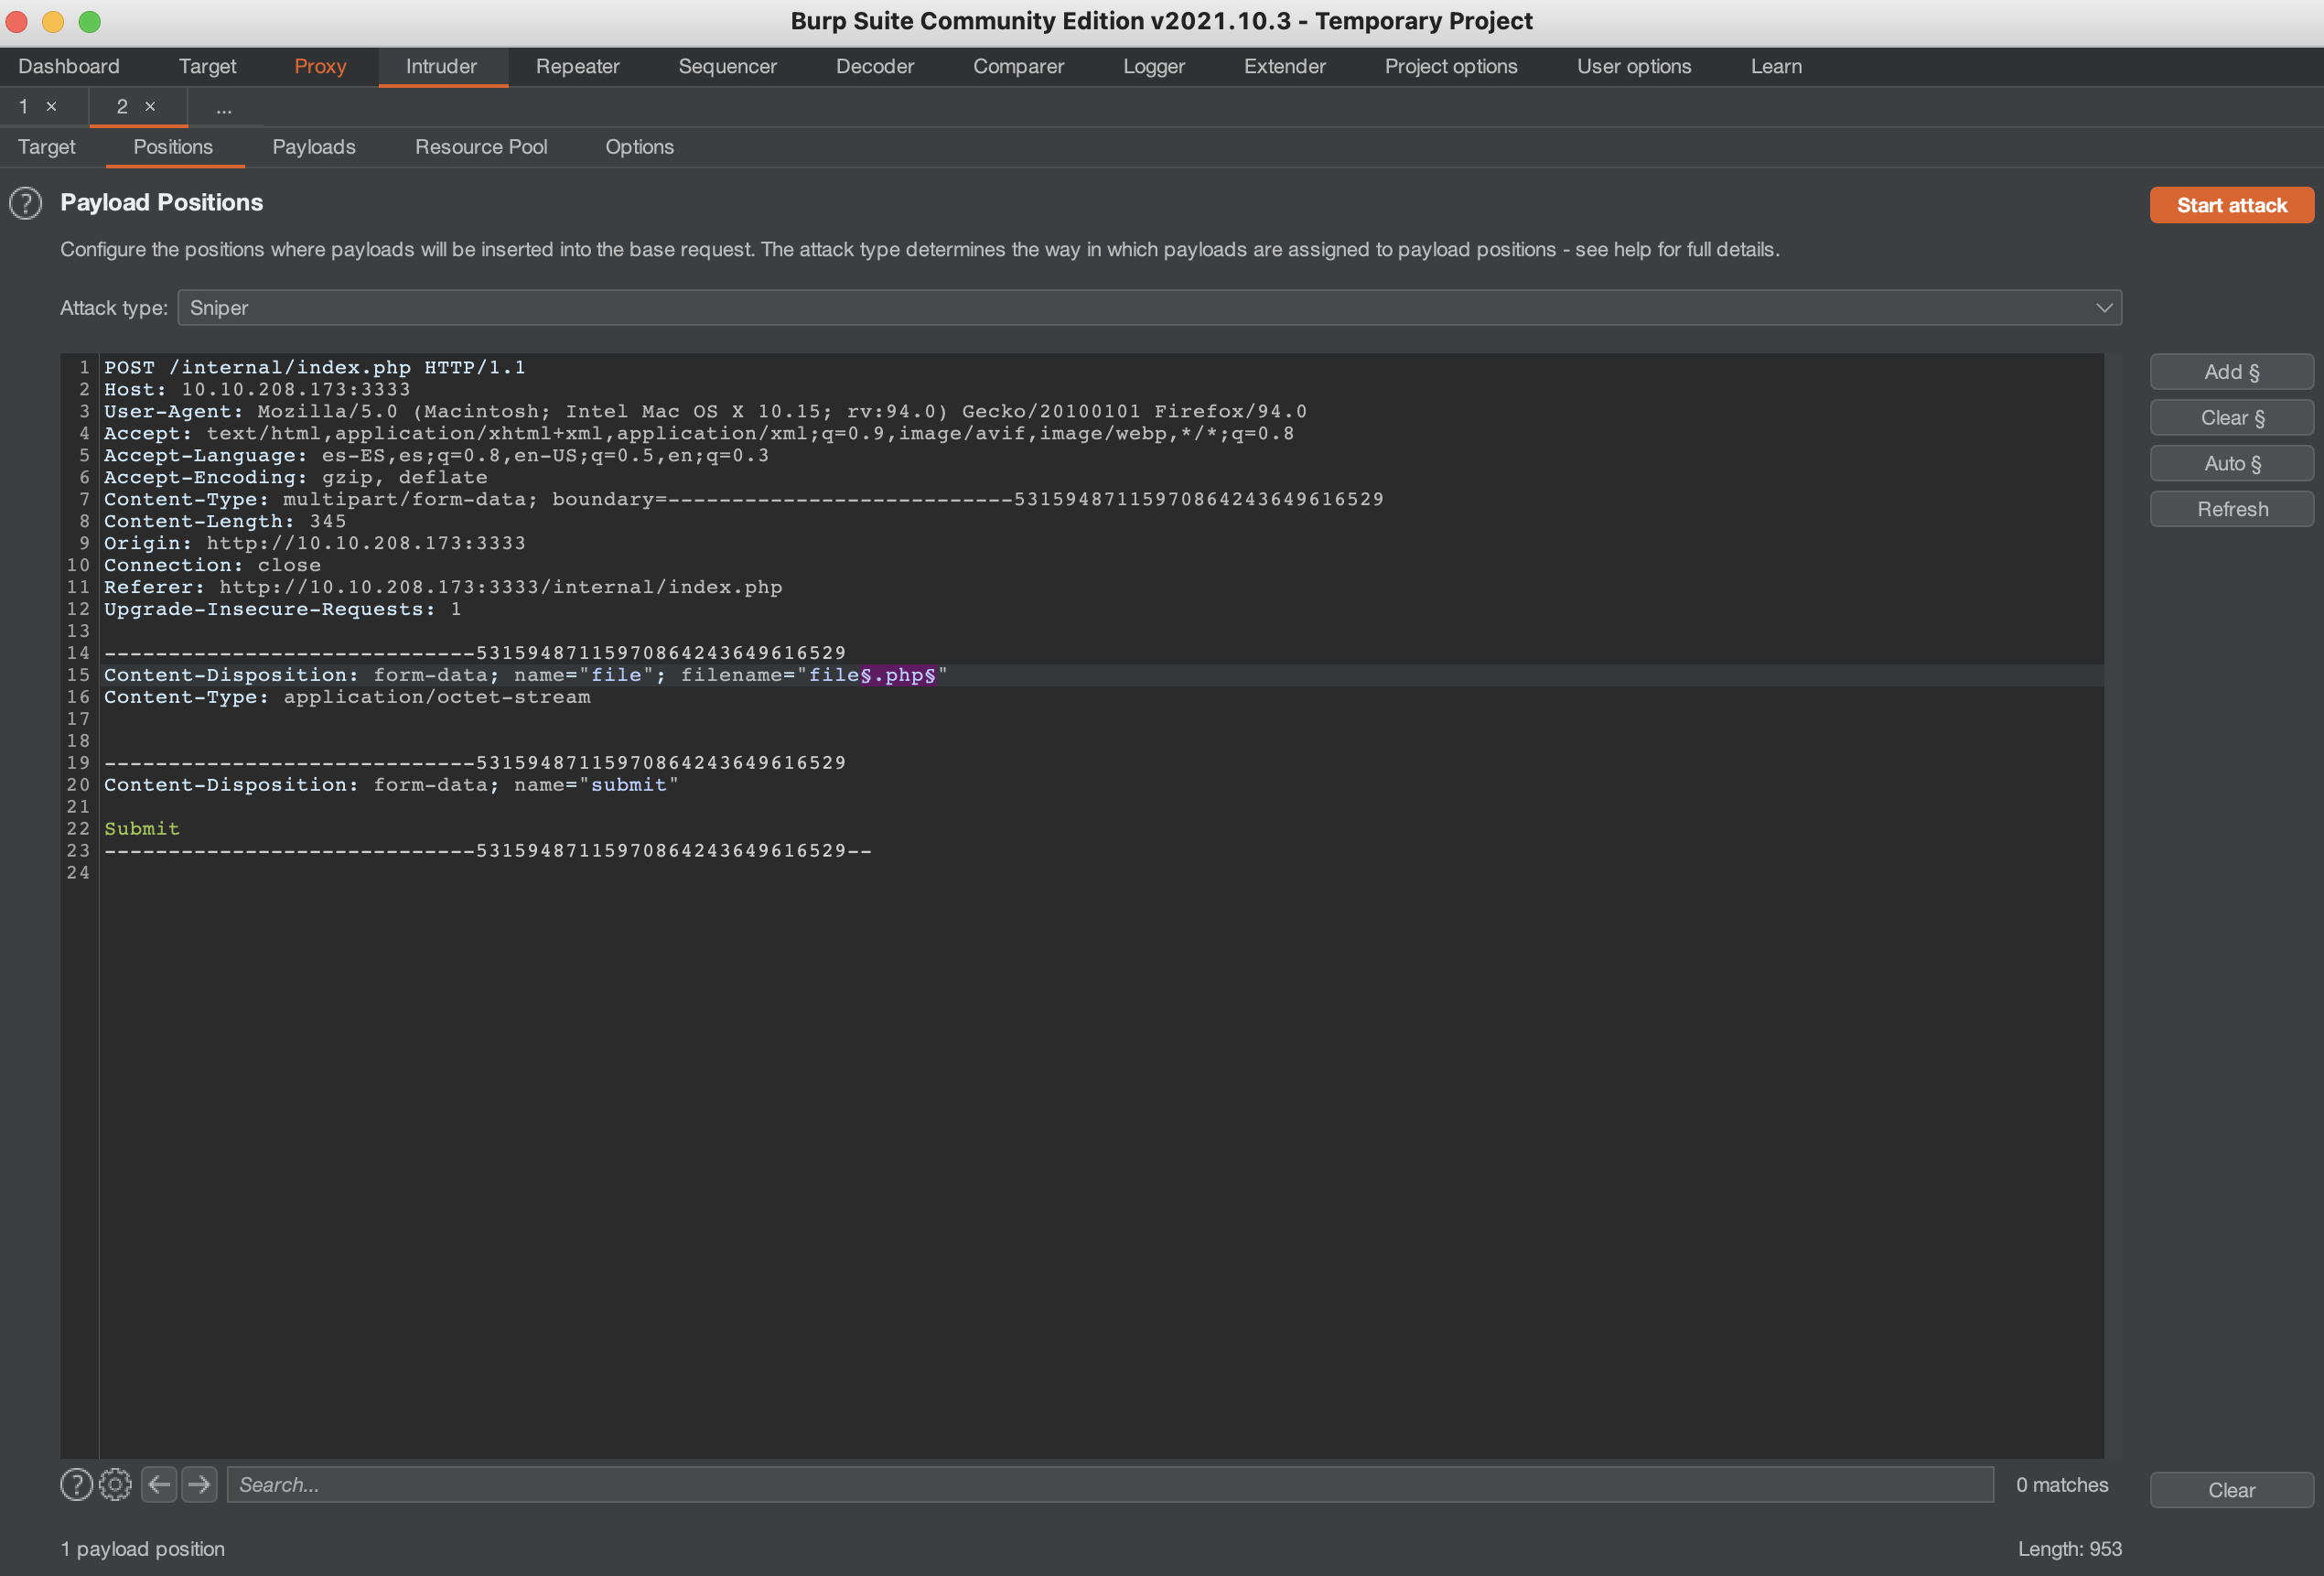 Burp Suite Community Edition v2021.10.3 - Temporary Project
Dashboard Target Proxy Intruder Repeater Sequencer Decoder Comparer Logger Extender Project options User options Learn
1 × 2 × ...
Target Positions Payloads Resource Pool Options
? Payload Positions Start attack
Configure the positions where payloads will be inserted into the base request. The attack type determines the way in which payloads are assigned to payload positions - see help for full details.
Attack type: Sniper
1 POST /internal/index.php HTTP/1.1 Add §
2 Host: 10.10.208.173:3333
3 User-Agent: Mozilla/5.0 (Macintosh; Intel Mac OS X 10.15; rv:94.0) Gecko/20100101 Firefox/94.0 Clear §
4 Accept: text/html,application/xhtml+xml,application/xml;q=0.9,image/avif,image/webp,*/*;q=0.8
5 Accept-Language: es-ES,es;q=0.8,en-US;q=0.5,en;q=0.3 Auto §
6 Accept-Encoding: gzip, deflate
7 Content-Type: multipart/form-data; boundary=---------------------------53159487115970864243649616529 Refresh
8 Content-Length: 345
9 Origin: http://10.10.208.173:3333
10 Connection: close
11 Referer: http://10.10.208.173:3333/internal/index.php
12 Upgrade-Insecure-Requests: 1
13
14 -----------------------------53159487115970864243649616529
15 Content-Disposition: form-data; name="file"; filename="file§.php§"
16 Content-Type: application/octet-stream
17
18
19 -----------------------------53159487115970864243649616529
20 Content-Disposition: form-data; name="submit"
21
22 Submit
23 -----------------------------53159487115970864243649616529--
24
? Search... 0 matches Clear
1 payload position Length: 953